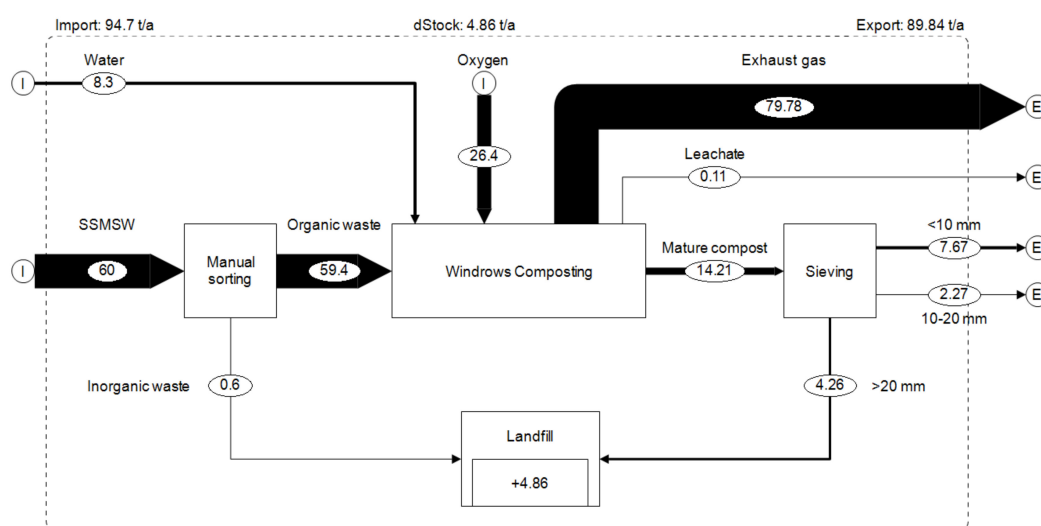 Import: 94.7 t/a
dStock: 4.86 t/a
Export: 89.84 t/a
Water
Oxygen
Exhaust gas
I
8.3
I
79.78
E
26.4
Leachate
0.11
E
SSMSW
Organic waste
<10 mm
Mature compost
7.67
E
I
60
Manual
sorting
59.4
Windrows Composting
14.21
Sieving
2.27
E
10-20 mm
Inorganic waste
0.6
4.26
>20 mm
Landfill
+4.86